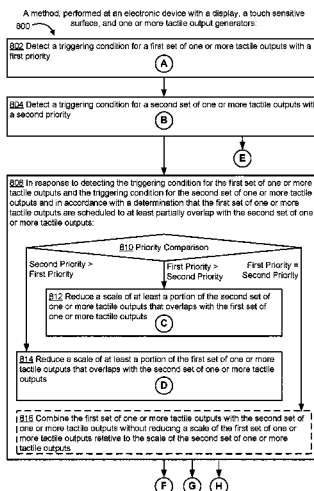 A method, performed at an electronic device with a display, a touch sensitive
surface, and one or more tactile output generators:
800
802 Detect a triggering condition for a first set of one or more tactile outputs with a
first priority
A
804 Detect a triggering condition for a second set of one or more tactile outputs with
a second priority
B
E
808 In response to detecting the triggering condition for the first set of one or more
tactile outputs and the triggering condition for the second set of one or more tactile
outputs and in accordance with a determination that the first set of one or more
tactile outputs are scheduled to at least partially overlap with the second set of one
or more tactile outputs:
810 Priority Comparison
Second Priority >
First Priority
First Priority >
Second Priority
First Priority =
Second Priority
812 Reduce a scale of at least a portion of the second set of
one or more tactile outputs that overlaps with the first set of
one or more tactile outputs
C
814 Reduce a scale of at least a portion of the first set of one or more
tactile outputs that overlaps with the second set of one or more tactile
outputs
D
816 Combine the first set of one or more tactile outputs with the second set of
one or more tactile outputs without reducing a scale of the first set of one or
more tactile outputs relative to the scale of the second set of one or more
tactile outputs
F
G
H